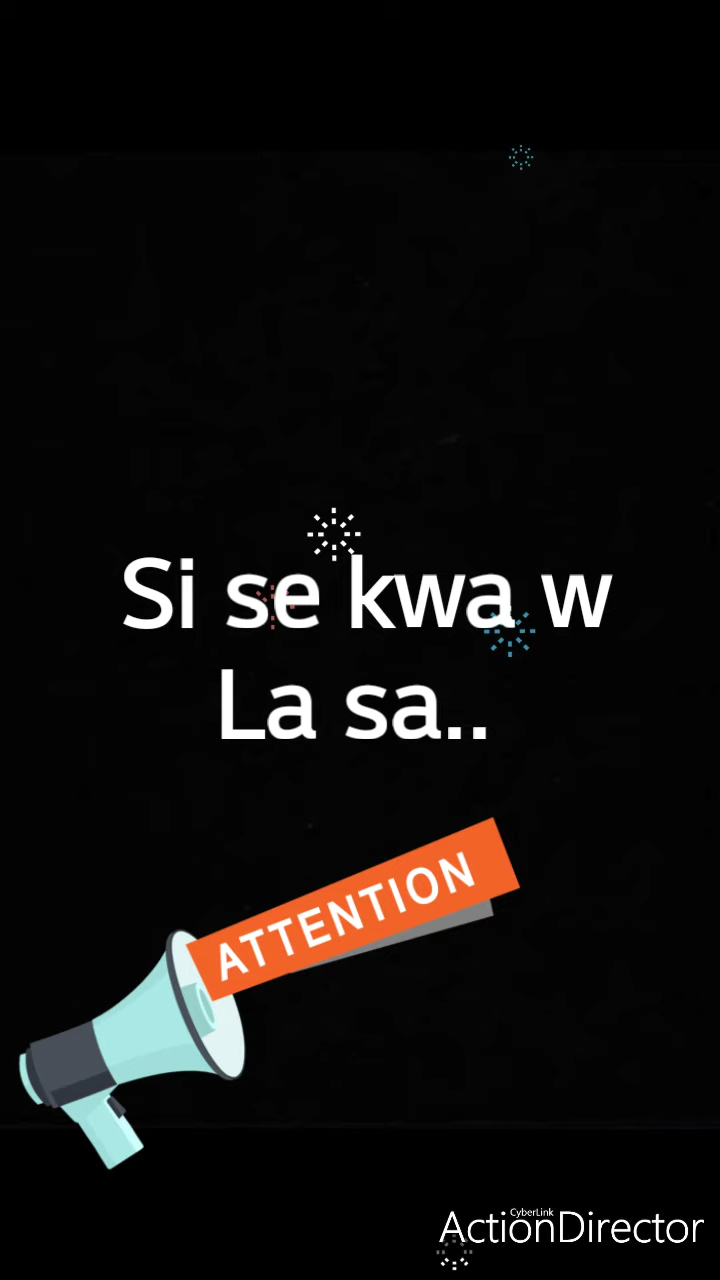 Si se kwa w
La sa..
ATTENTION
CyberLink
ActionDirector